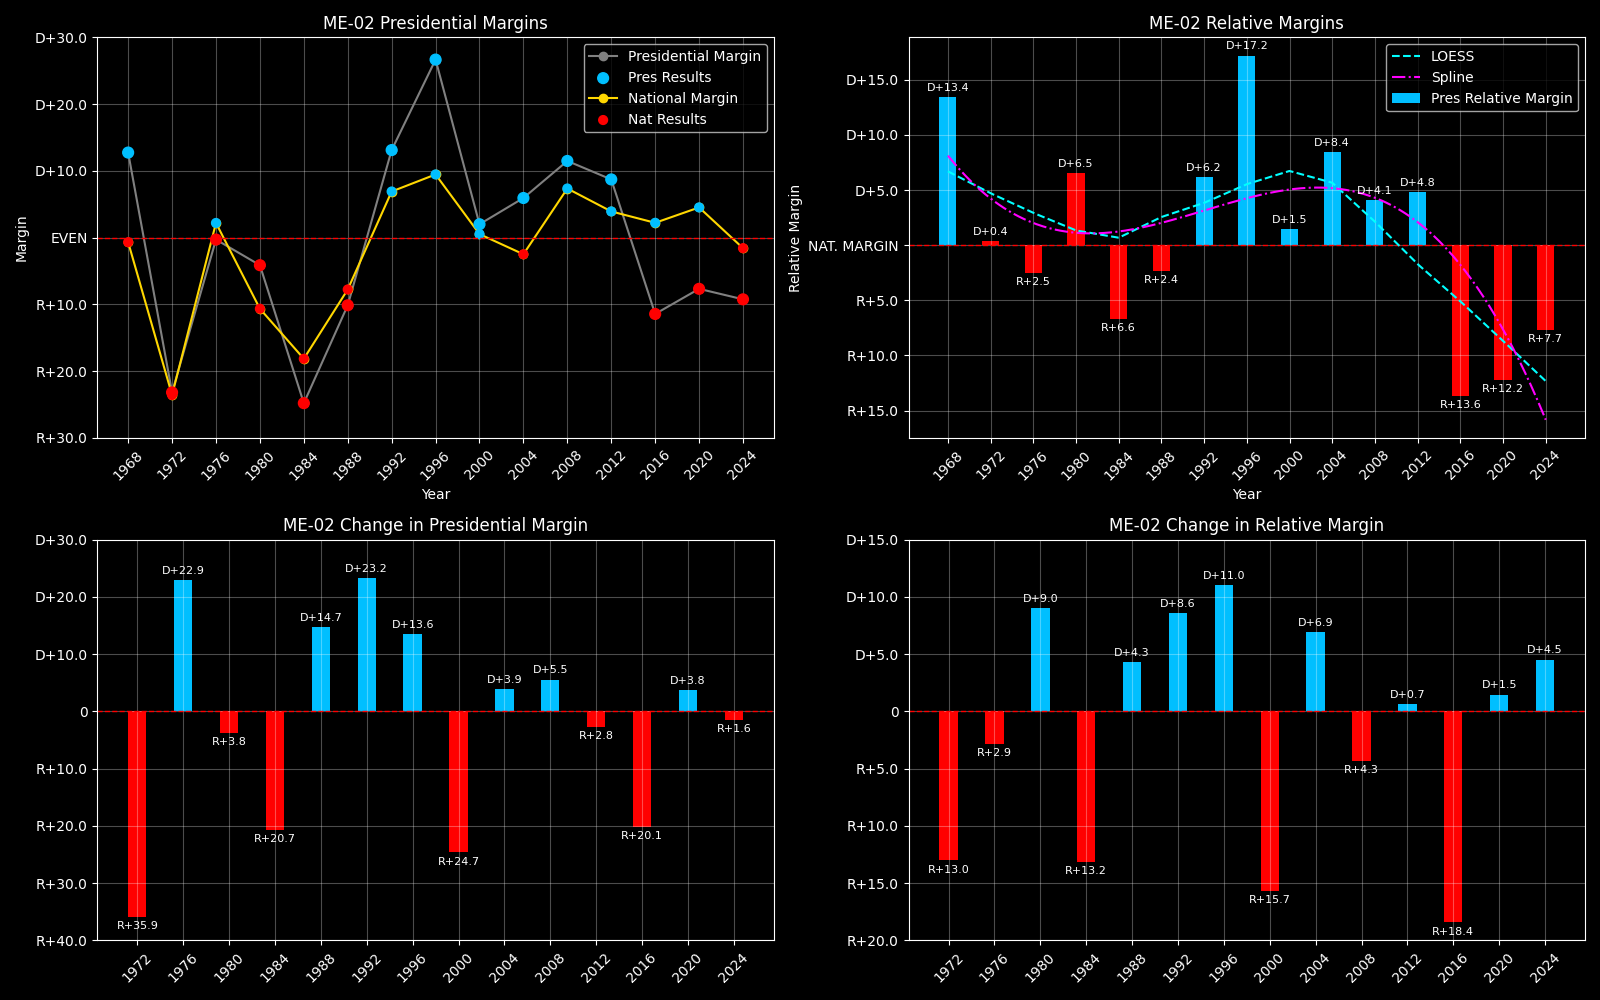 ME-02 Presidential Margins
D+30.0
D+20.0
D+10.0
EVEN
R+10.0
R+20.0
R+30.0
Margin
Presidential Margin
Pres Results
National Margin
Nat Results
1968
1972
1976
1980
1984
1988
1992
1996
2000
2004
2008
2012
2016
2020
2024
Year
ME-02 Relative Margins
D+15.0
D+10.0
D+5.0
NAT. MARGIN
R+5.0
R+10.0
R+15.0
Relative Margin
LOESS
Spline
Pres Relative Margin
D+13.4
D+0.4
R+2.5
D+6.5
R+6.6
R+2.4
D+6.2
D+17.2
D+1.5
D+8.4
D+4.1
D+4.8
R+13.6
R+12.2
R+7.7
1968
1972
1976
1980
1984
1988
1992
1996
2000
2004
2008
2012
2016
2020
2024
Year
ME-02 Change in Presidential Margin
D+30.0
D+20.0
D+10.0
0
R+10.0
R+20.0
R+30.0
R+40.0
R+35.9
D+22.9
R+3.8
R+20.7
D+14.7
D+23.2
D+13.6
R+24.7
D+3.9
D+5.5
R+2.8
R+20.1
D+3.8
R+1.6
1972
1976
1980
1984
1988
1992
1996
2000
2004
2008
2012
2016
2020
2024
ME-02 Change in Relative Margin
D+15.0
D+10.0
D+5.0
0
R+5.0
R+10.0
R+15.0
R+20.0
R+13.0
R+2.9
D+9.0
R+13.2
D+4.3
D+8.6
D+11.0
R+15.7
D+6.9
R+4.3
D+0.7
R+18.4
D+1.5
D+4.5
1972
1976
1980
1984
1988
1992
1996
2000
2004
2008
2012
2016
2020
2024